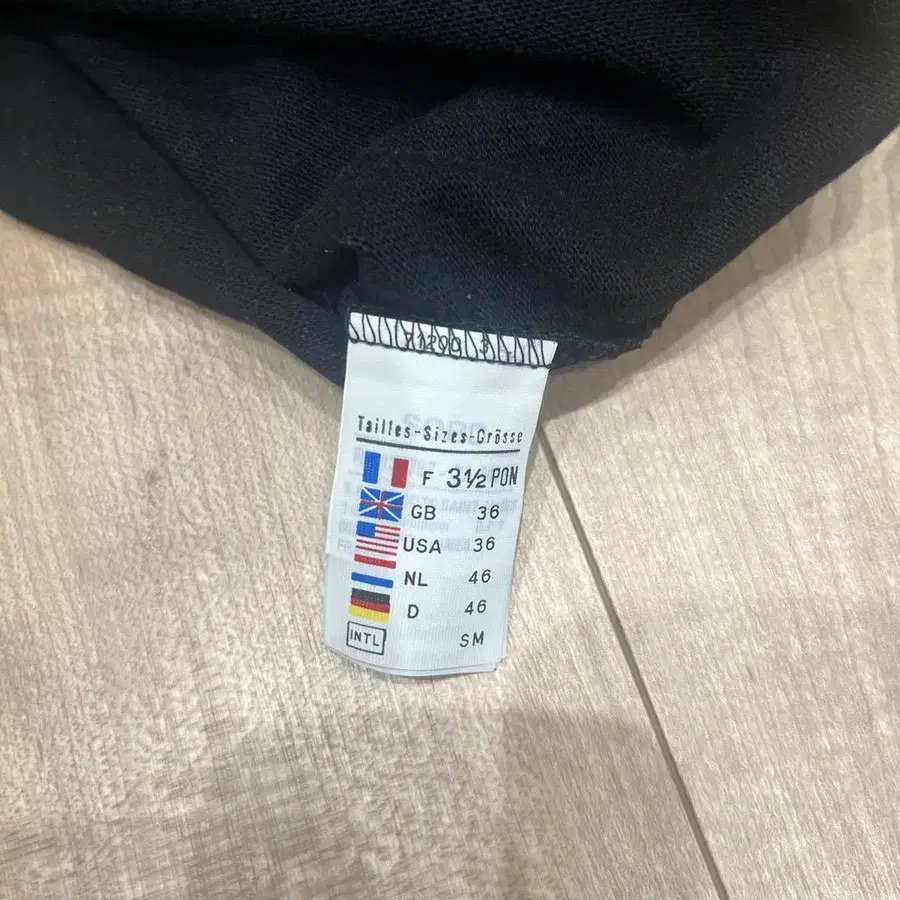 Tailles-Sizes-Grösse
F 3½ PON
GB 36
USA 36
NL 46
D 46
INTL SM